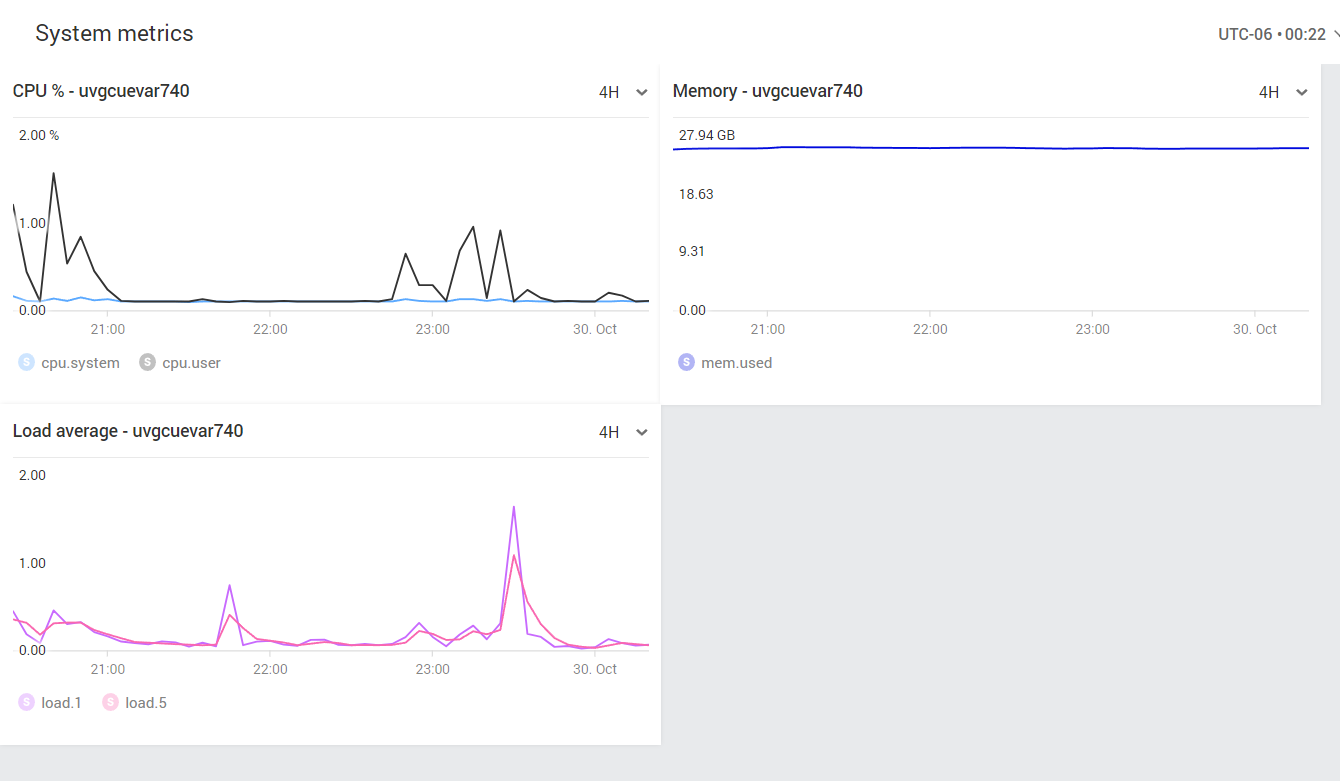 System metrics
UTC-06 • 00:22
CPU % - uvgcuevar740
4H
2.00 %
1.00
0.00
21:00
22:00
23:00
30. Oct
S cpu.system
S cpu.user
Memory - uvgcuevar740
4H
27.94 GB
18.63
9.31
0.00
21:00
22:00
23:00
30. Oct
S mem.used
Load average - uvgcuevar740
4H
2.00
1.00
0.00
21:00
22:00
23:00
30. Oct
S load.1
S load.5